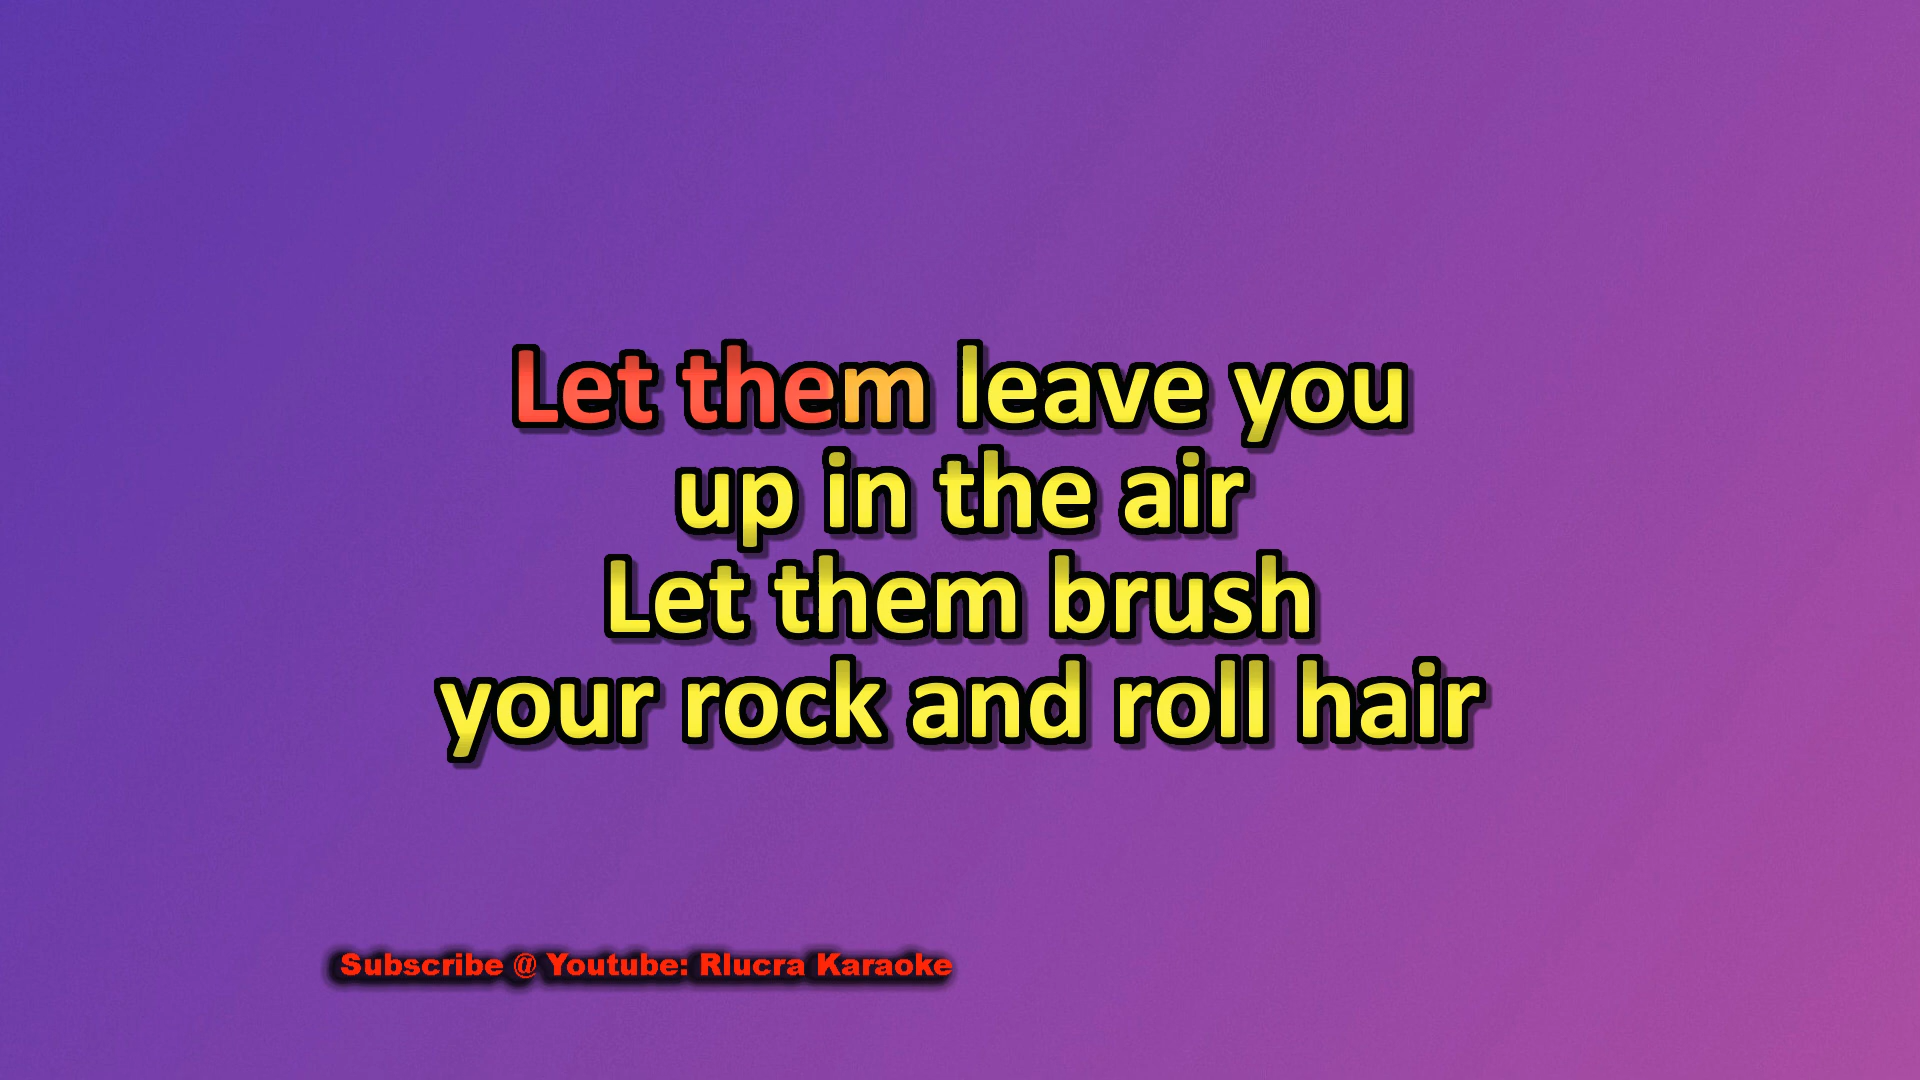 Let them leave you
up in the air
Let them brush
your rock and roll hair
Subscribe @ Youtube: Rlucra Karaoke